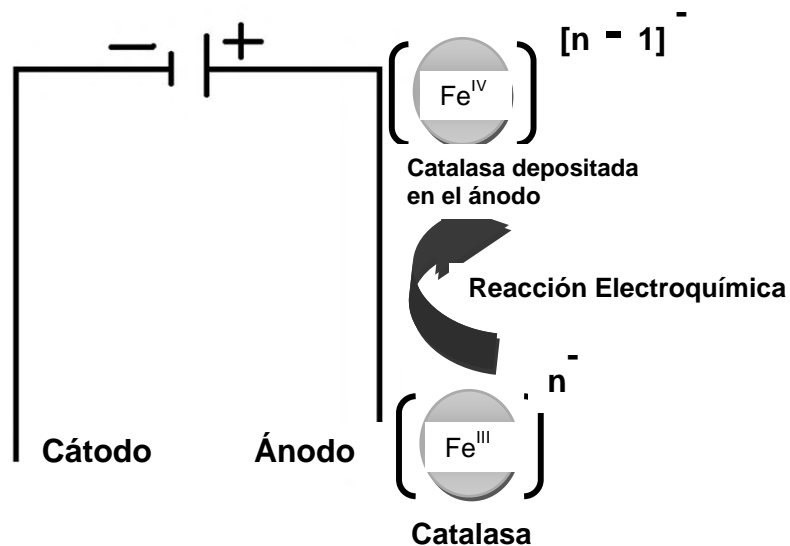 − +
[n - 1]⁻
Fe^IV
Catalasa depositada
en el ánodo
Reacción Electroquímica
n⁻
Cátodo
Ánodo
Fe^III
Catalasa